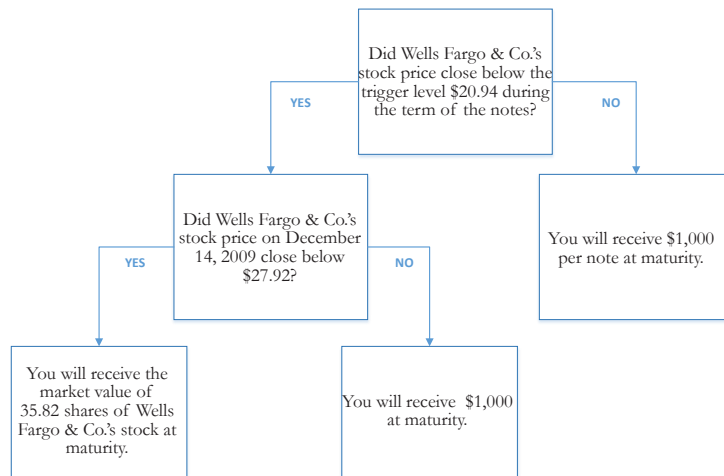 Did Wells Fargo & Co.'s
stock price close below the
trigger level $20.94 during
the term of the notes?
YES
NO
Did Wells Fargo & Co.'s
stock price on December
14, 2009 close below
$27.92?
You will receive $1,000
per note at maturity.
YES
NO
You will receive the
market value of
35.82 shares of Wells
Fargo & Co.'s stock at
maturity.
You will receive $1,000
at maturity.